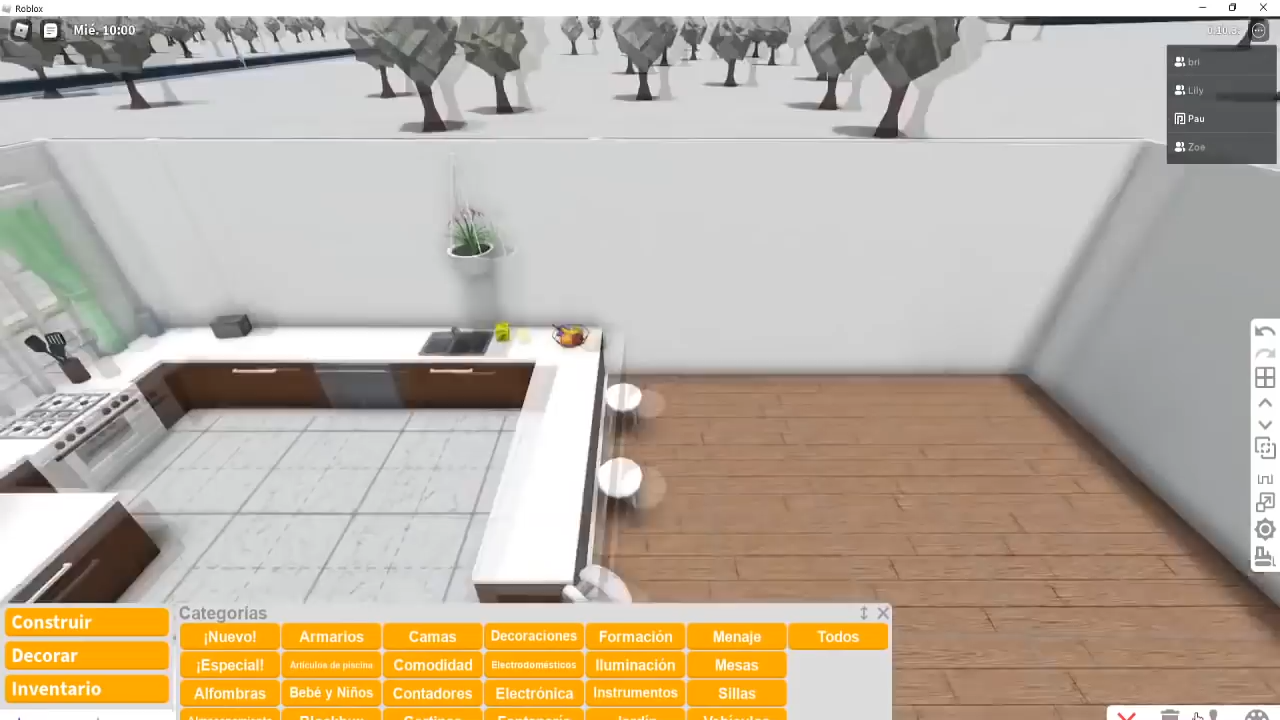 Roblox
Mié. 10:00
bri
Lily
Pau
Zoe
Construir
Decorar
Inventario
Categorías
¡Nuevo! Armarios Camas Decoraciones Formación Menaje Todos
¡Especial! Artículos de piscina Comodidad Electrodomésticos Iluminación Mesas
Alfombras Bebé y Niños Contadores Electrónica Instrumentos Sillas